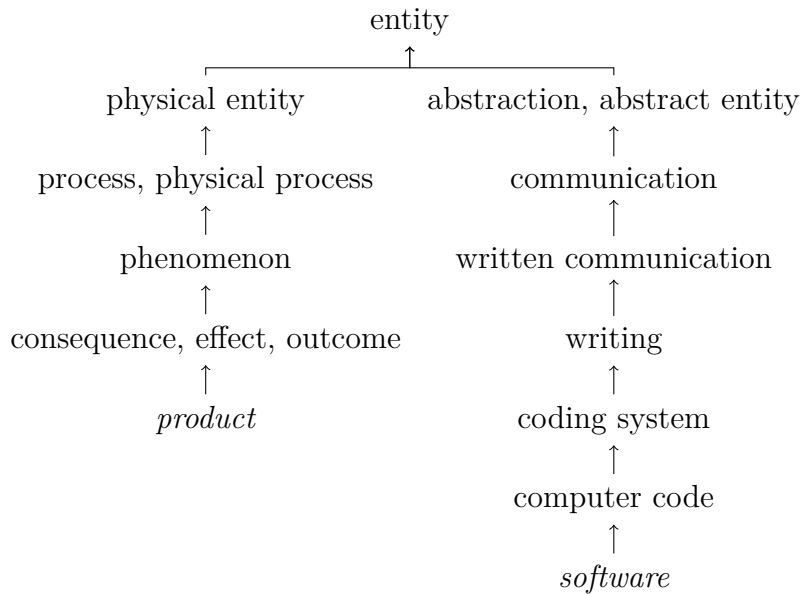 entity
physical entity
abstraction, abstract entity
process, physical process
communication
phenomenon
written communication
consequence, effect, outcome
writing
product
coding system
computer code
software